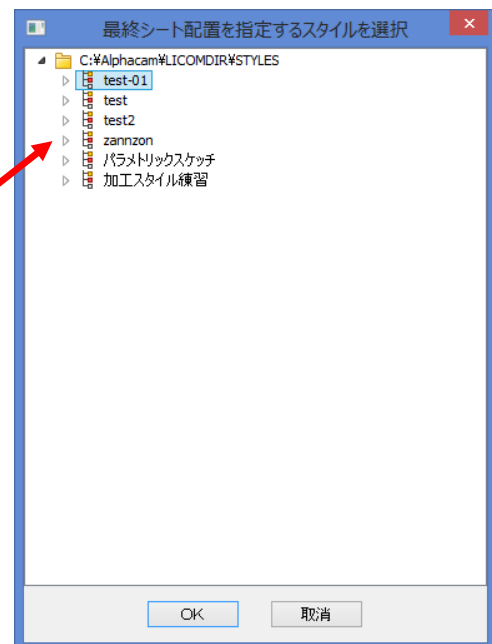 最終シート配置を指定するスタイルを選択
C:¥Alphacam¥LICOMDIR¥STYLES
test-01
test
test2
zannzon
パラメトリックスケッチ
加工スタイル練習
OK
取消